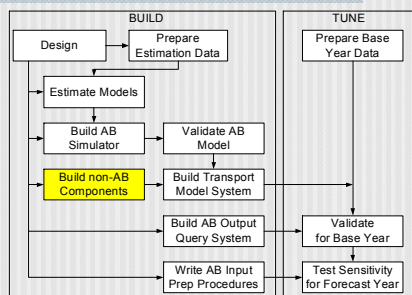 BUILD
TUNE
Design
Prepare
Estimation Data
Prepare Base
Year Data
Estimate Models
Build AB
Simulator
Validate AB
Model
Build non-AB
Components
Build Transport
Model System
Build AB Output
Query System
Validate
for Base Year
Write AB Input
Prep Procedures
Test Sensitivity
for Forecast Year